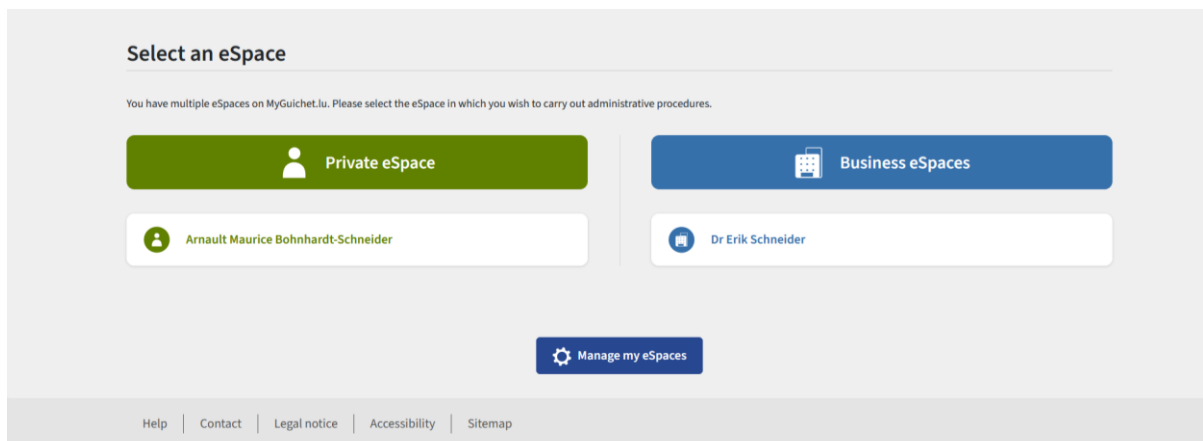 Select an eSpace
You have multiple eSpaces on MyGuichet.lu. Please select the eSpace in which you wish to carry out administrative procedures.
Private eSpace
Arnault Maurice Bohnhardt-Schneider
Business eSpaces
Dr Erik Schneider
Manage my eSpaces
Help
Contact
Legal notice
Accessibility
Sitemap